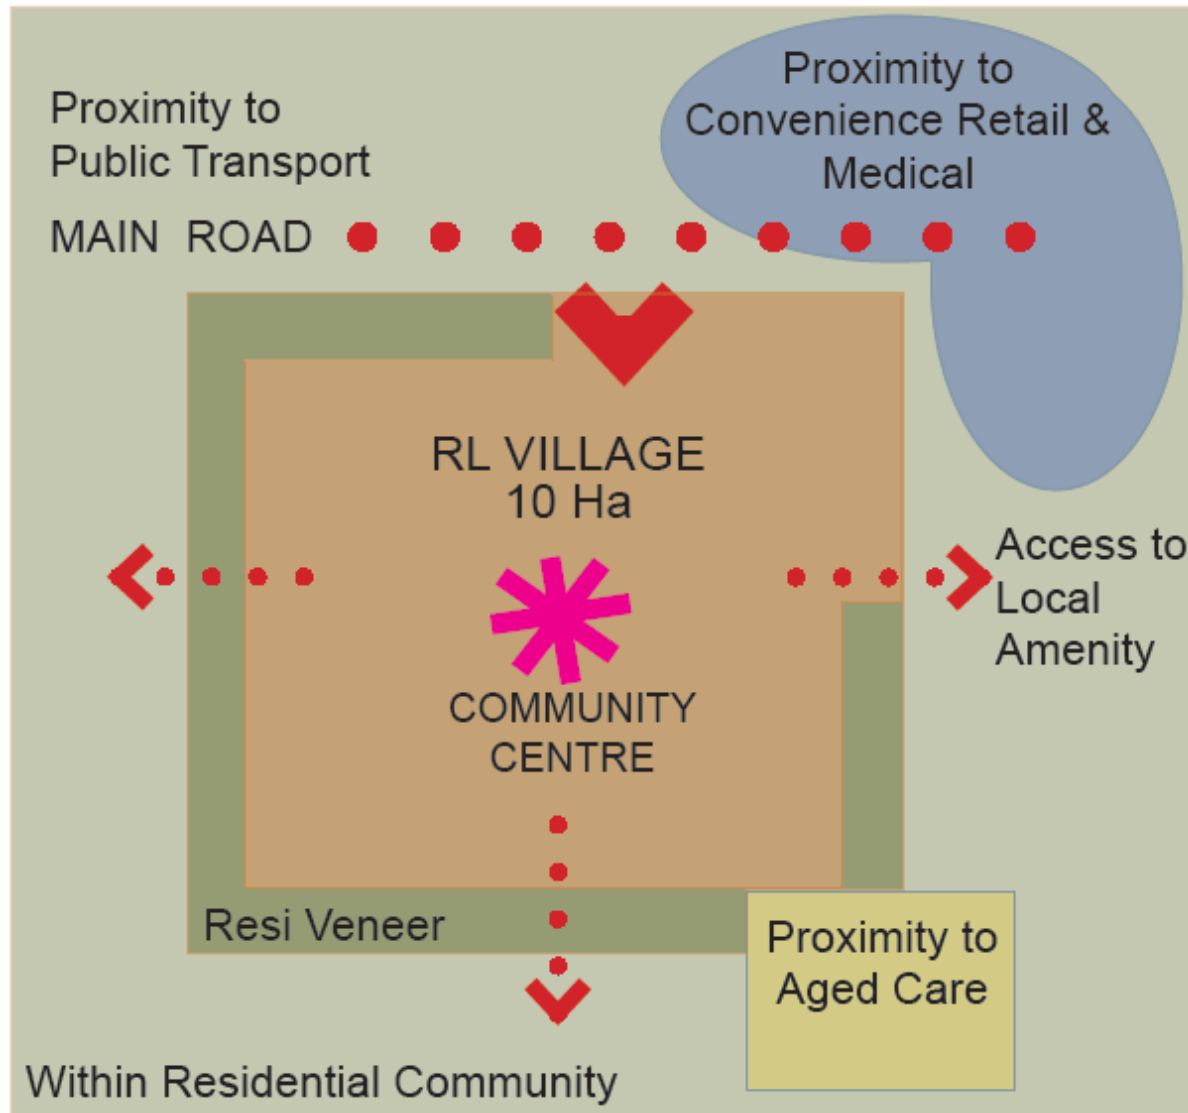 Proximity to
Public Transport
MAIN ROAD
Proximity to
Convenience Retail &
Medical
RL VILLAGE
10 Ha
Access to
Local
Amenity
COMMUNITY
CENTRE
Resi Veneer
Proximity to
Aged Care
Within Residential Community